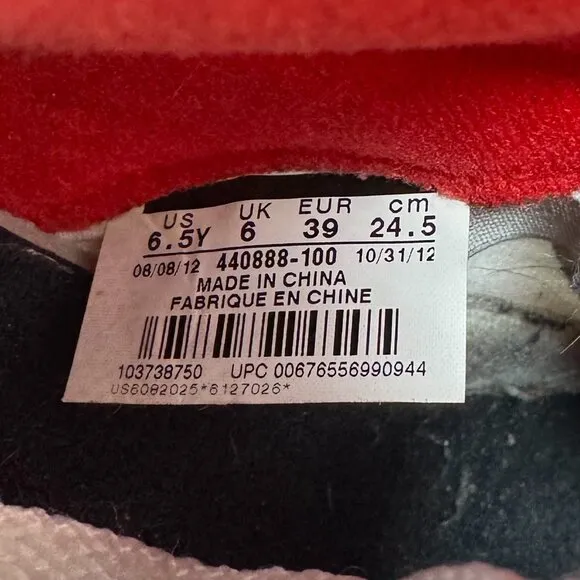 US UK EUR cm
6.5Y 6 39 24.5
08/08/12 440888-100 10/31/12
MADE IN CHINA
FABRIQUE EN CHINE
103738750 UPC 00676556990944
US6082025*6127026*